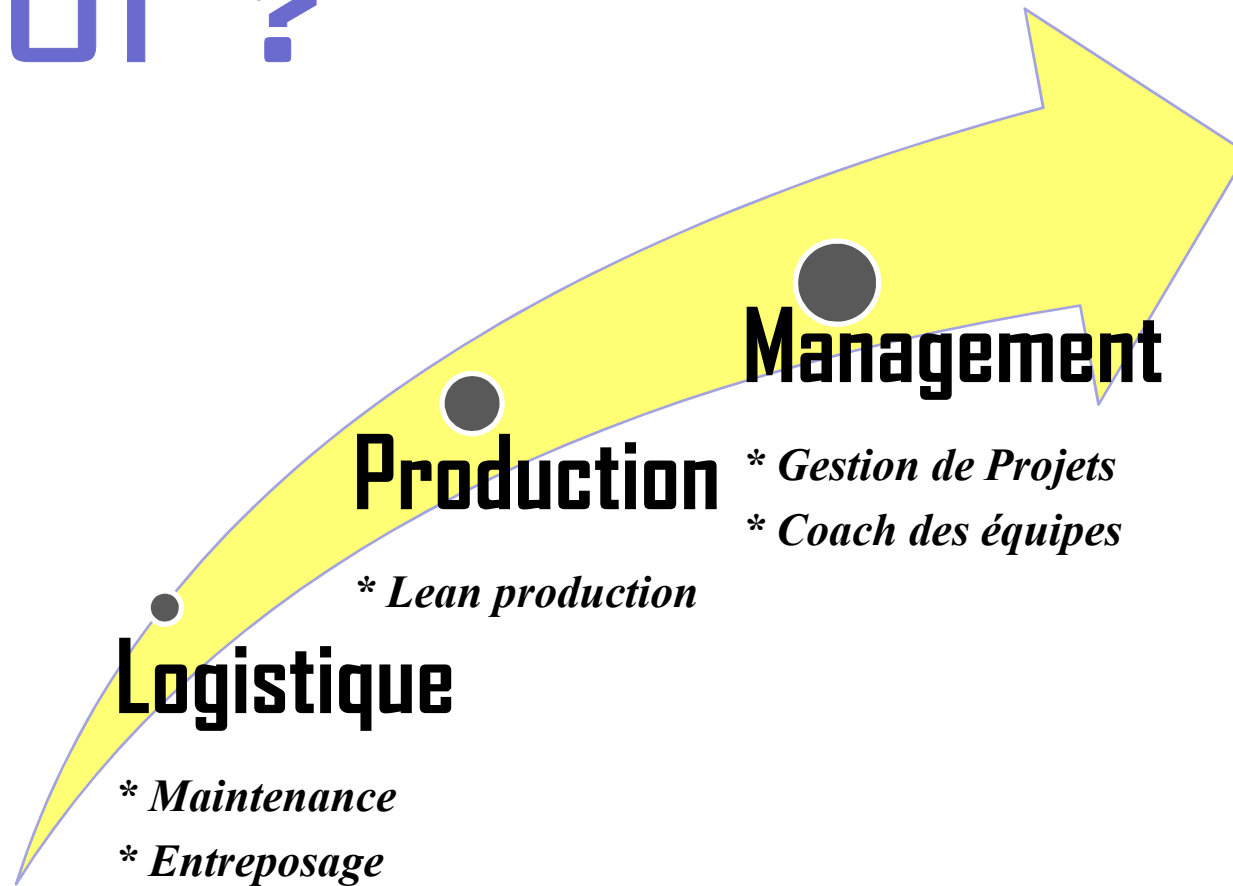 ?
Logistique
* Maintenance
* Entreposage
Production
* Lean production
Management
* Gestion de Projets
* Coach des équipes